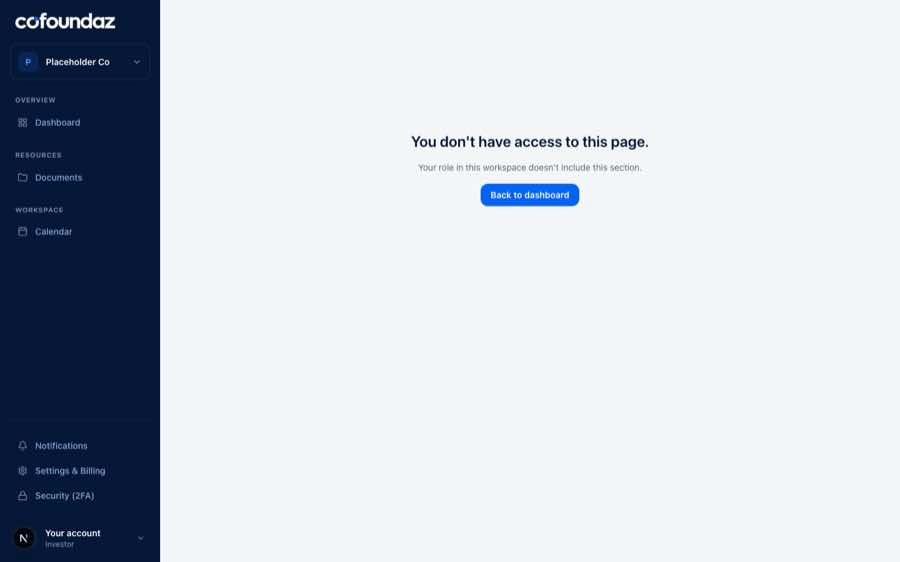 cofoundaz
P
Placeholder Co
OVERVIEW
Dashboard
RESOURCES
Documents
WORKSPACE
Calendar
Notifications
Settings & Billing
Security (2FA)
N
Your account
Investor
You don't have access to this page.
Your role in this workspace doesn't include this section.
Back to dashboard